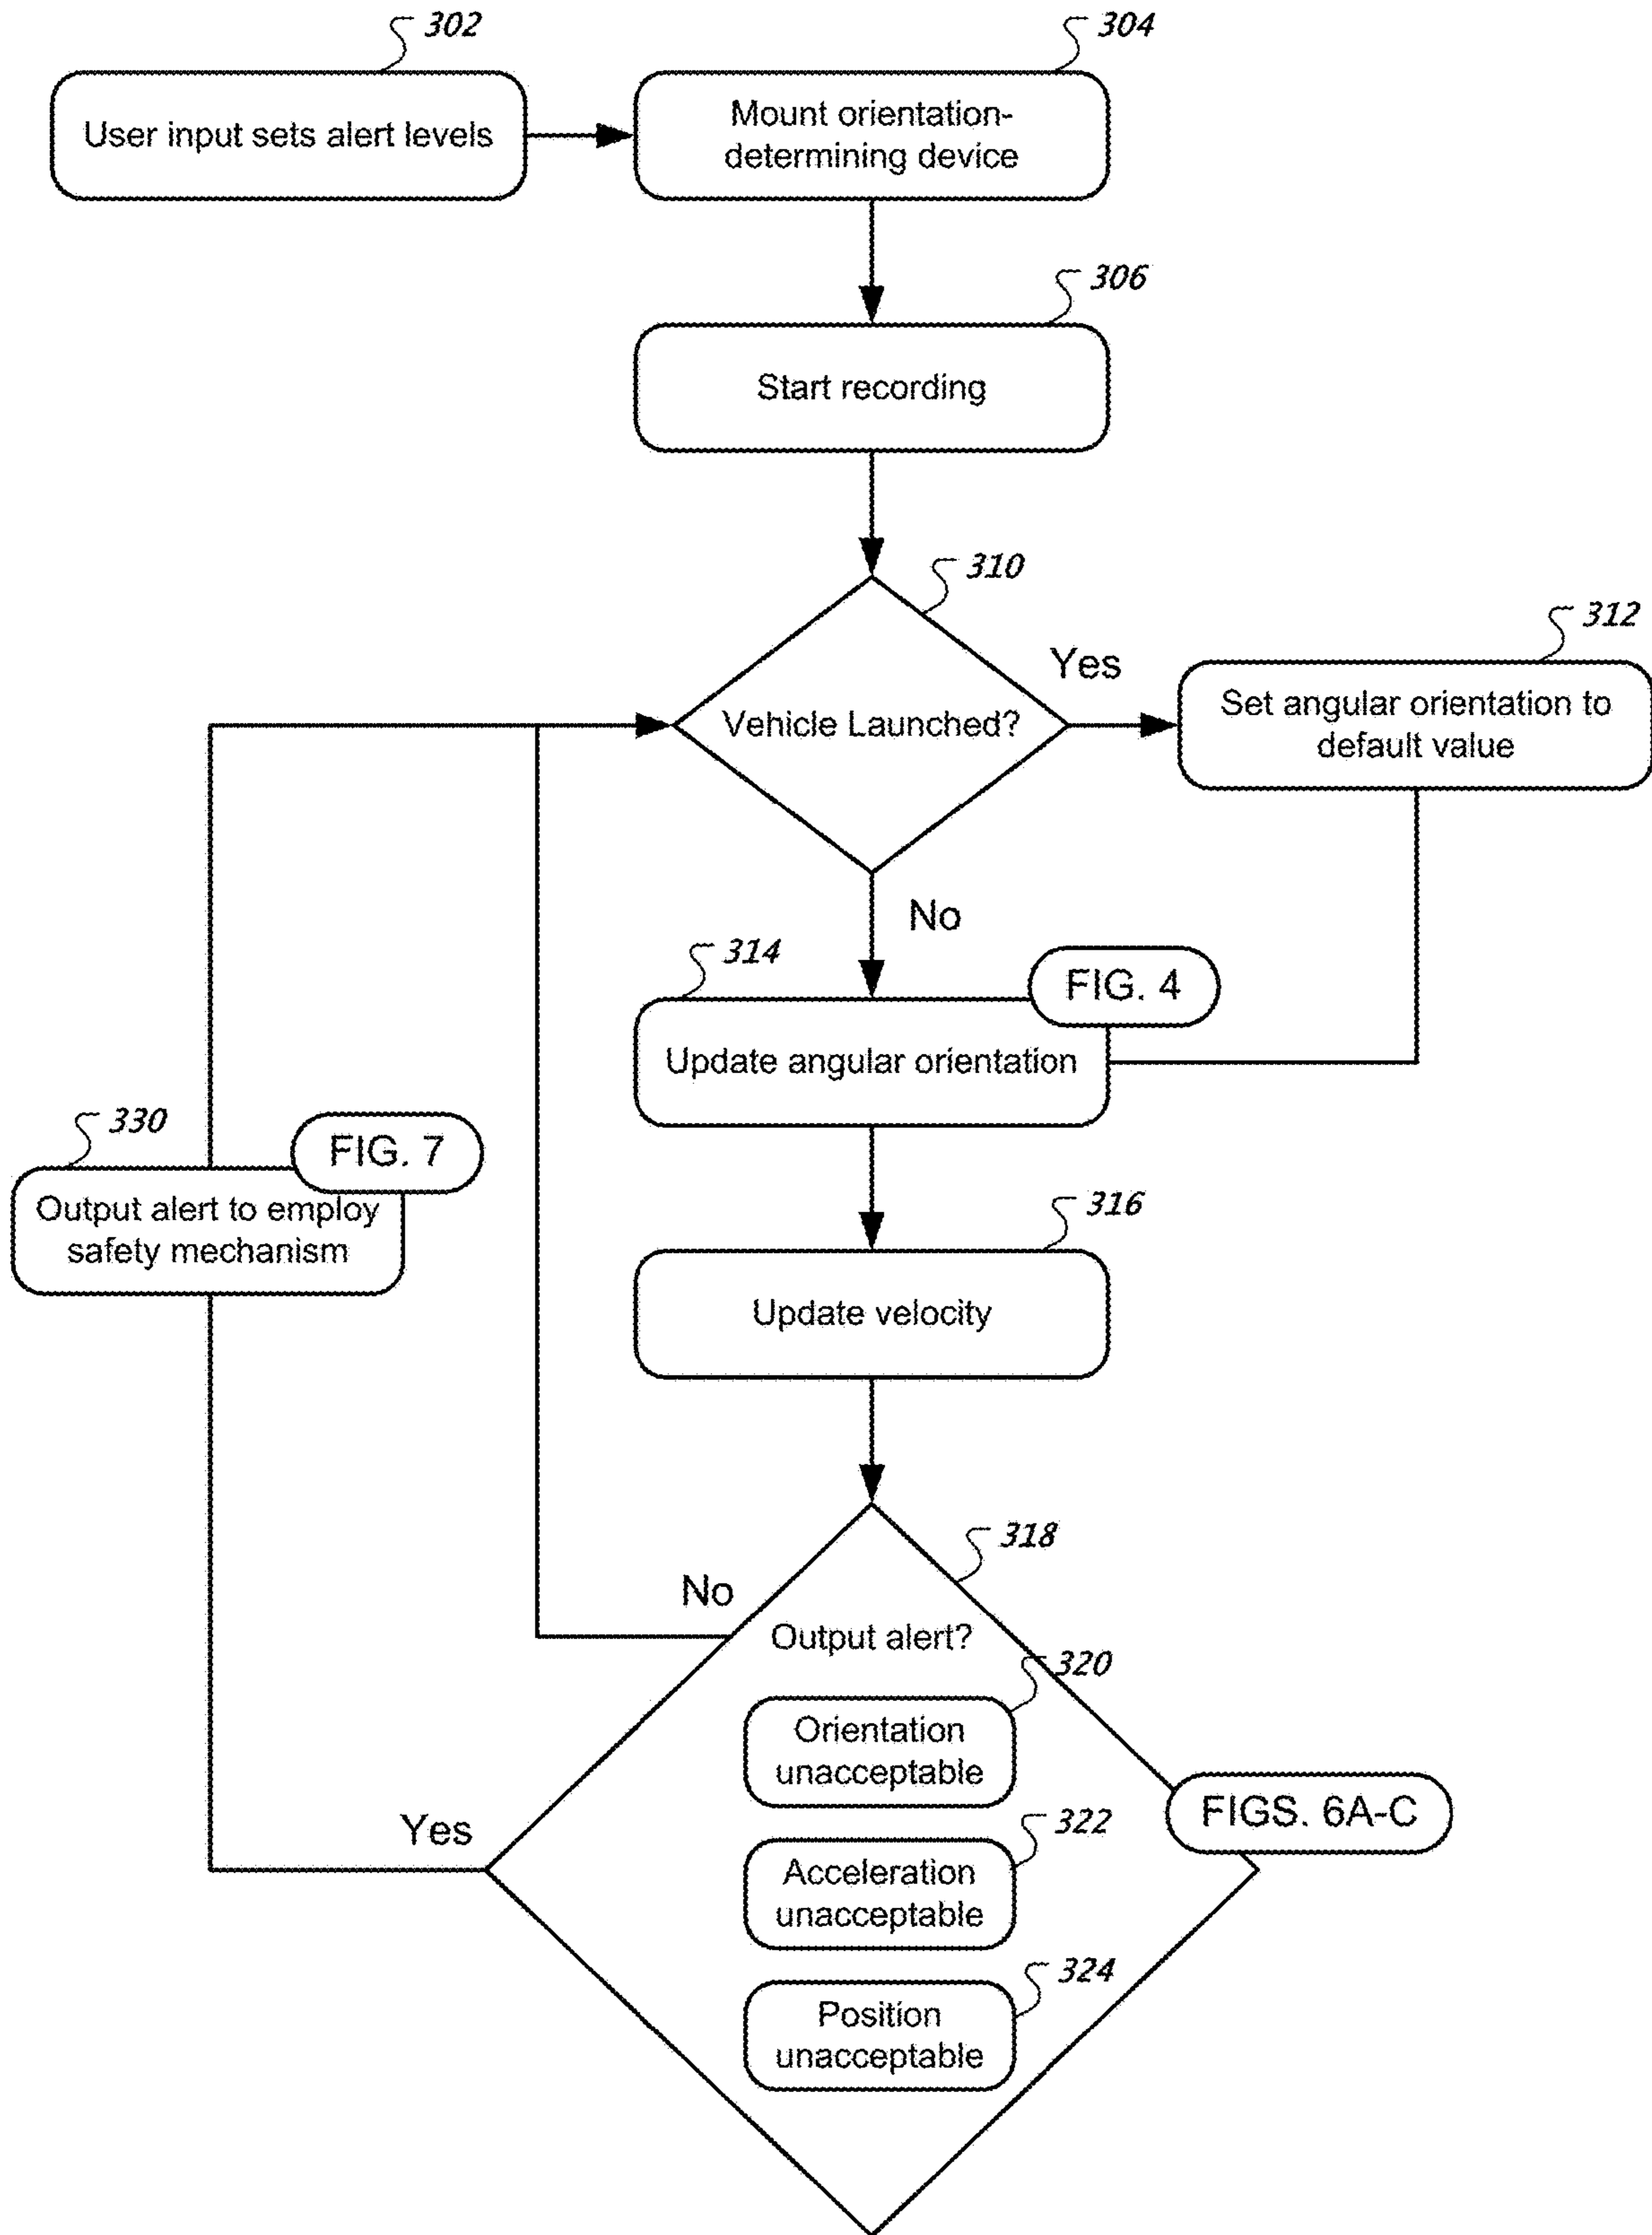 302
User input sets alert levels
304
Mount orientation-
determining device
306
Start recording
310
Vehicle Launched?
Yes
312
Set angular orientation to
default value
No
314
FIG. 4
Update angular orientation
330
FIG. 7
Output alert to employ
safety mechanism
316
Update velocity
318
No
Output alert?
320
Orientation
unacceptable
Yes
FIGS. 6A-C
322
Acceleration
unacceptable
324
Position
unacceptable